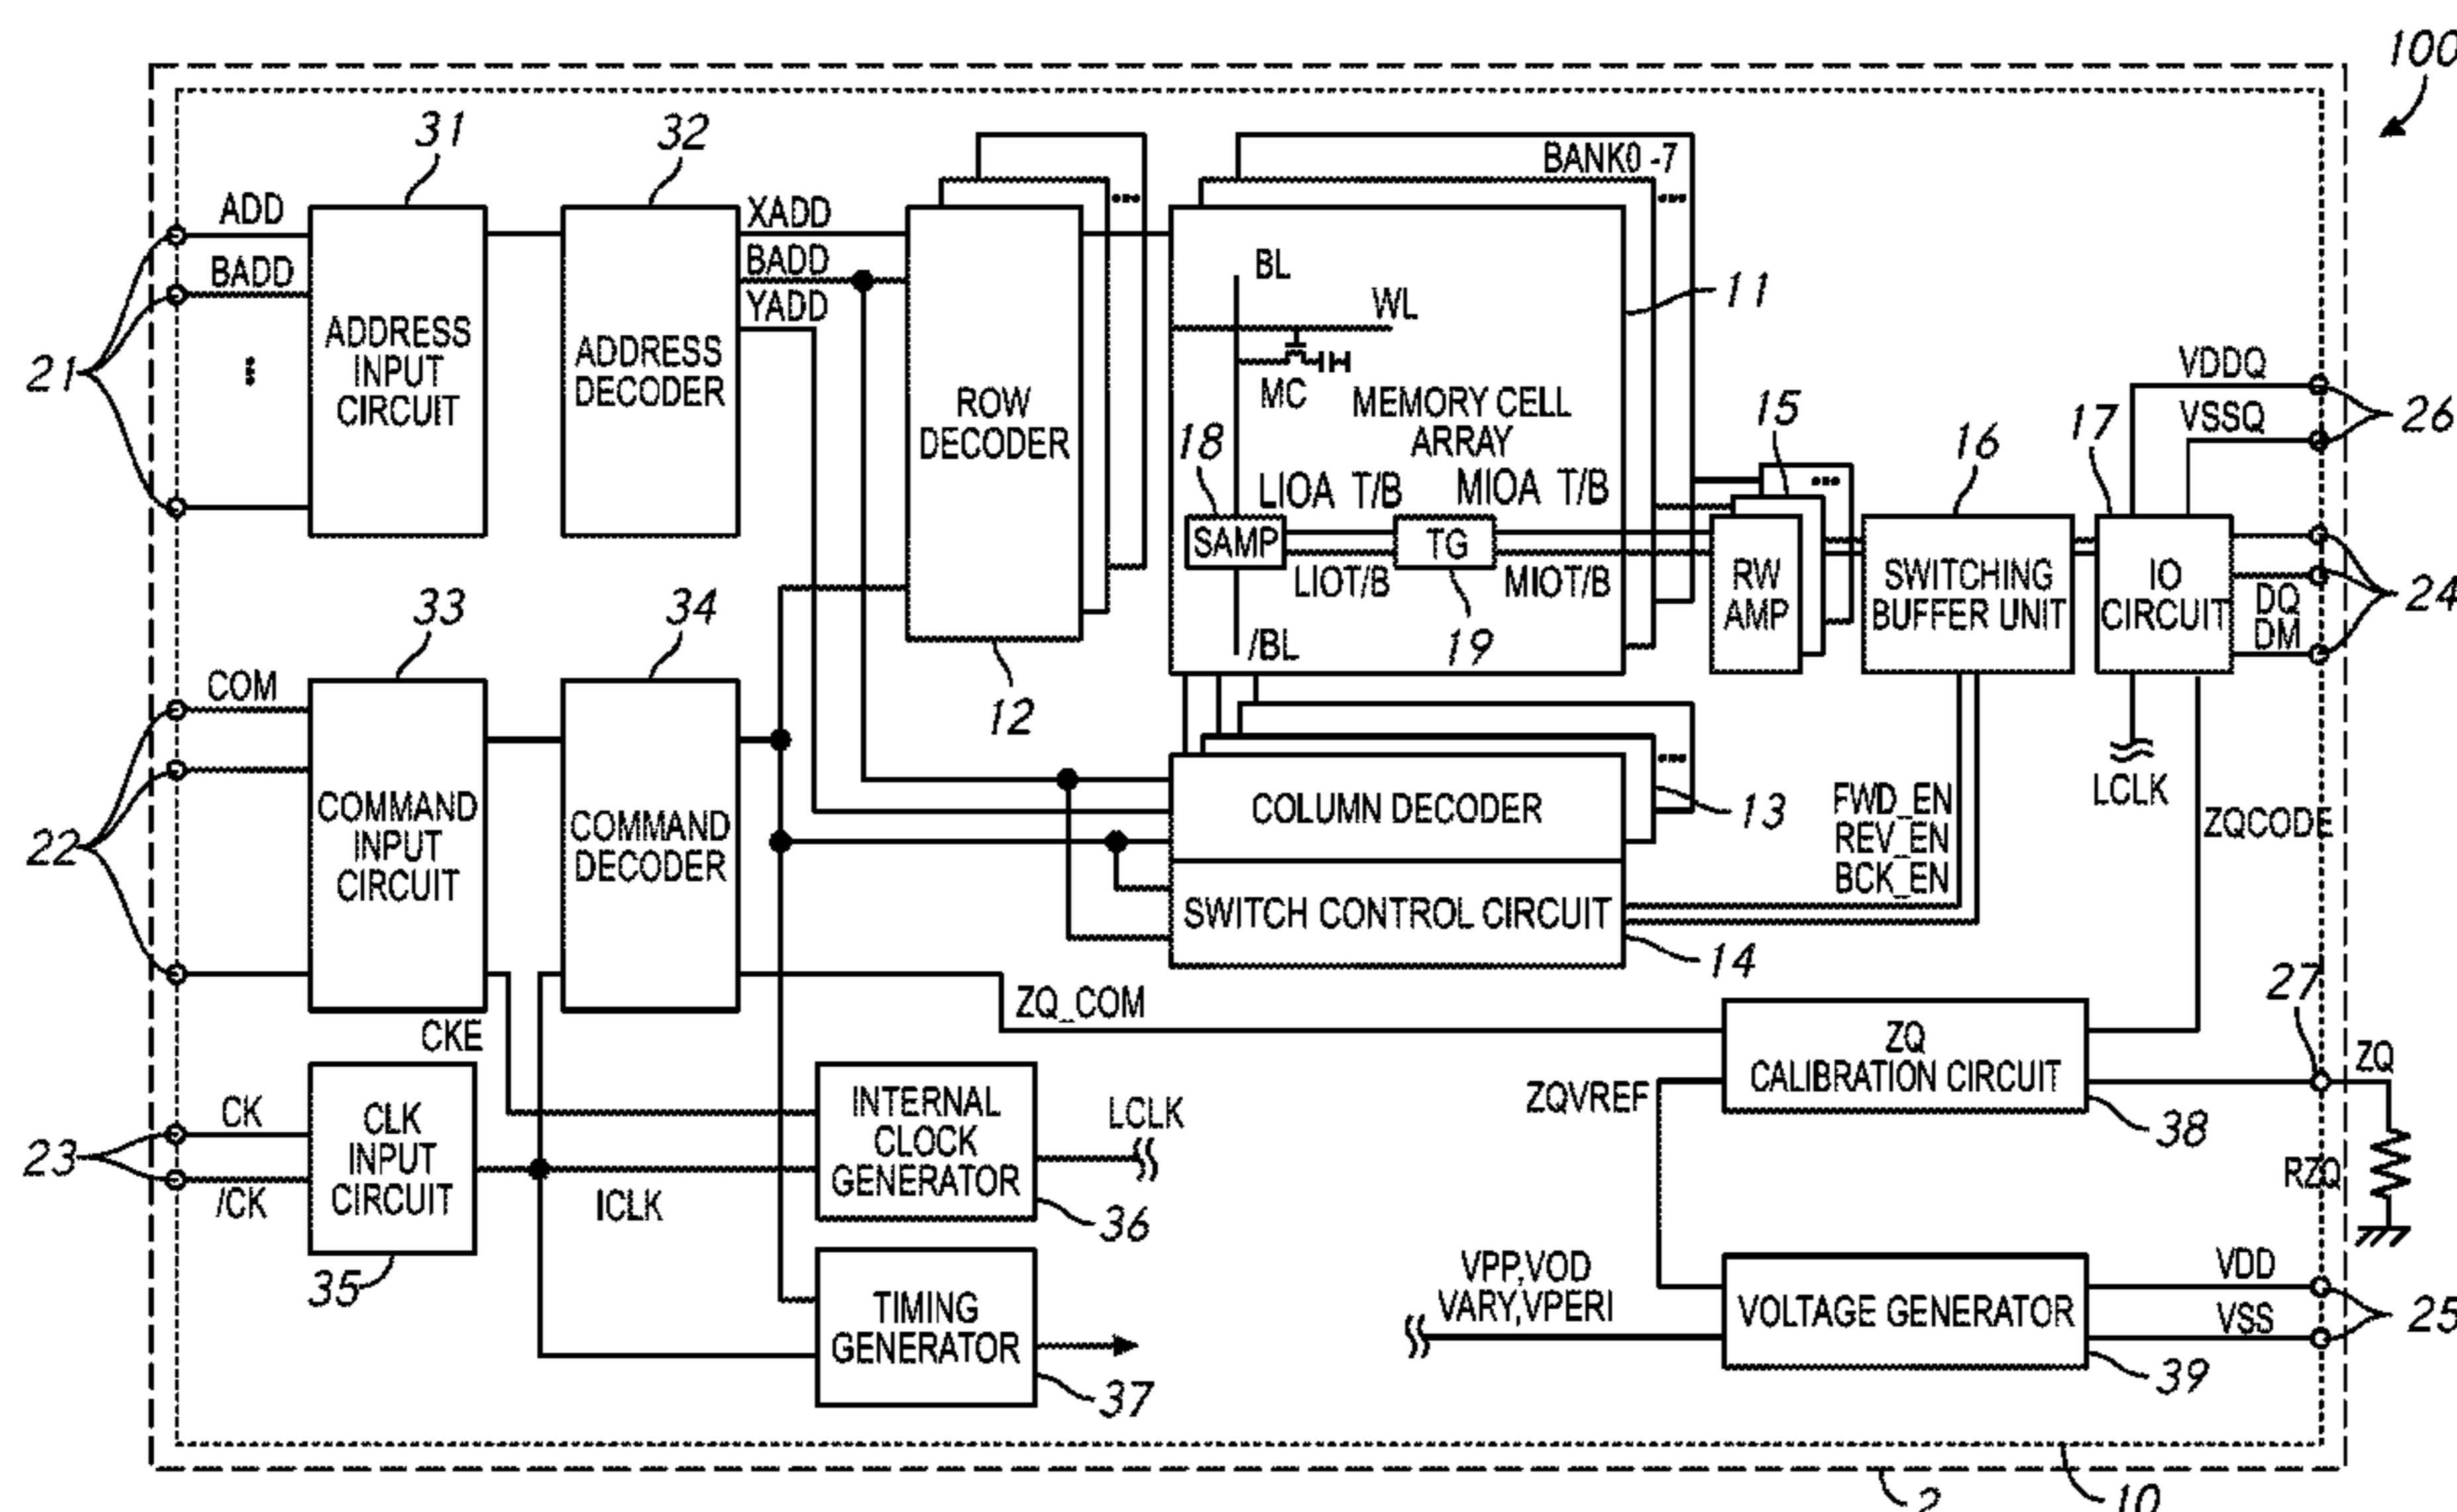 100
31
32
BANK0 -7
...
...
ADD
XADD
BADD
BADD
YADD
BL
WL
11
MC
21
ADDRESS
INPUT
CIRCUIT
ADDRESS
DECODER
ROW
DECODER
MEMORY CELL
ARRAY
VDDQ
VSSQ
26
18
15
16
17
LIOA T/B
MIOA T/B
...
SAMP
TG
LIOT/B
MIOT/B
19
/BL
RW
AMP
SWITCHING
BUFFER UNIT
IO
CIRCUIT
DQ
DM
24
33
34
12
COM
22
COMMAND
INPUT
CIRCUIT
COMMAND
DECODER
COLUMN DECODER
...
13
FWD_EN
REV_EN
BCK_EN
LCLK
ZQCODE
SWITCH CONTROL CIRCUIT
14
CKE
ZQ_COM
27
ZQ
CALIBRATION CIRCUIT
38
ZQ
RZQ
ZQVREF
23
CK
/CK
CLK
INPUT
CIRCUIT
35
ICLK
INTERNAL
CLOCK
GENERATOR
LCLK
36
TIMING
GENERATOR
37
VPP,VOD
VARY,VPERI
VOLTAGE GENERATOR
39
VDD
VSS
25
2
10